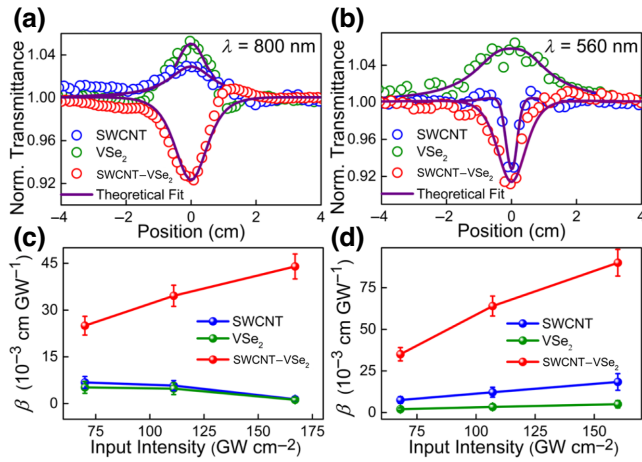 (a)
λ = 800 nm
Norm. Transmittance
1.04
1.00
0.96
0.92
SWCNT
VSe₂
SWCNT–VSe₂
Theoretical Fit
−4
−2
0
2
4
Position (cm)
(b)
λ = 560 nm
Norm. Transmittance
1.04
1.00
0.96
0.92
SWCNT
VSe₂
SWCNT–VSe₂
Theoretical Fit
−4
−2
0
2
4
Position (cm)
(c)
β (10⁻³ cm GW⁻¹)
45
30
15
0
SWCNT
VSe₂
SWCNT–VSe₂
75
100
125
150
175
Input Intensity (GW cm⁻²)
(d)
β (10⁻³ cm GW⁻¹)
75
50
25
0
SWCNT
VSe₂
SWCNT–VSe₂
75
100
125
150
Input Intensity (GW cm⁻²)